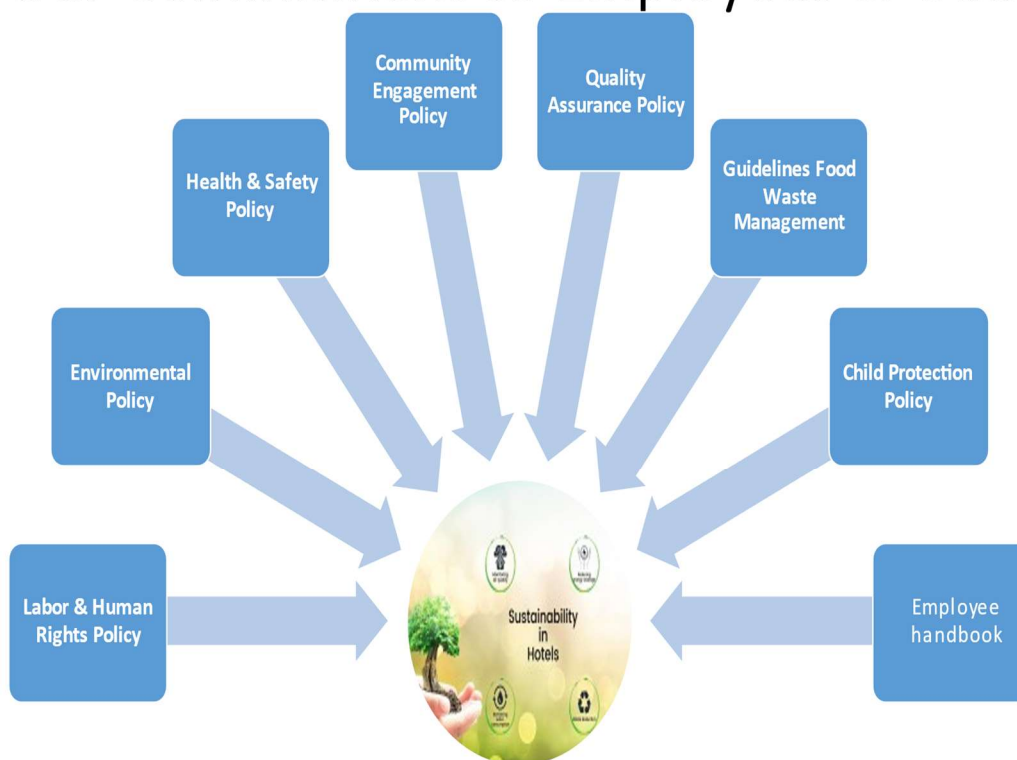 Labor & Human
Rights Policy
Environmental
Policy
Health & Safety
Policy
Community
Engagement
Policy
Quality
Assurance Policy
Guidelines Food
Waste
Management
Child Protection
Policy
Employee
handbook
Sustainability
in
Hotels